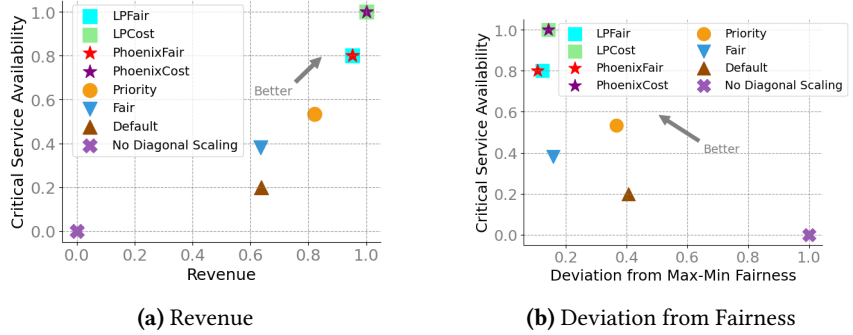 Critical Service Availability
1.0
0.8
0.6
0.4
0.2
0.0
LPFair
LPCost
PhoenixFair
PhoenixCost
Priority
Fair
Default
No Diagonal Scaling
Better
0.0 0.2 0.4 0.6 0.8 1.0
Revenue
(a) Revenue
Critical Service Availability
1.0
0.8
0.6
0.4
0.2
0.0
LPFair
LPCost
PhoenixFair
PhoenixCost
Priority
Fair
Default
No Diagonal Scaling
Better
0.2 0.4 0.6 0.8 1.0
Deviation from Max-Min Fairness
(b) Deviation from Fairness